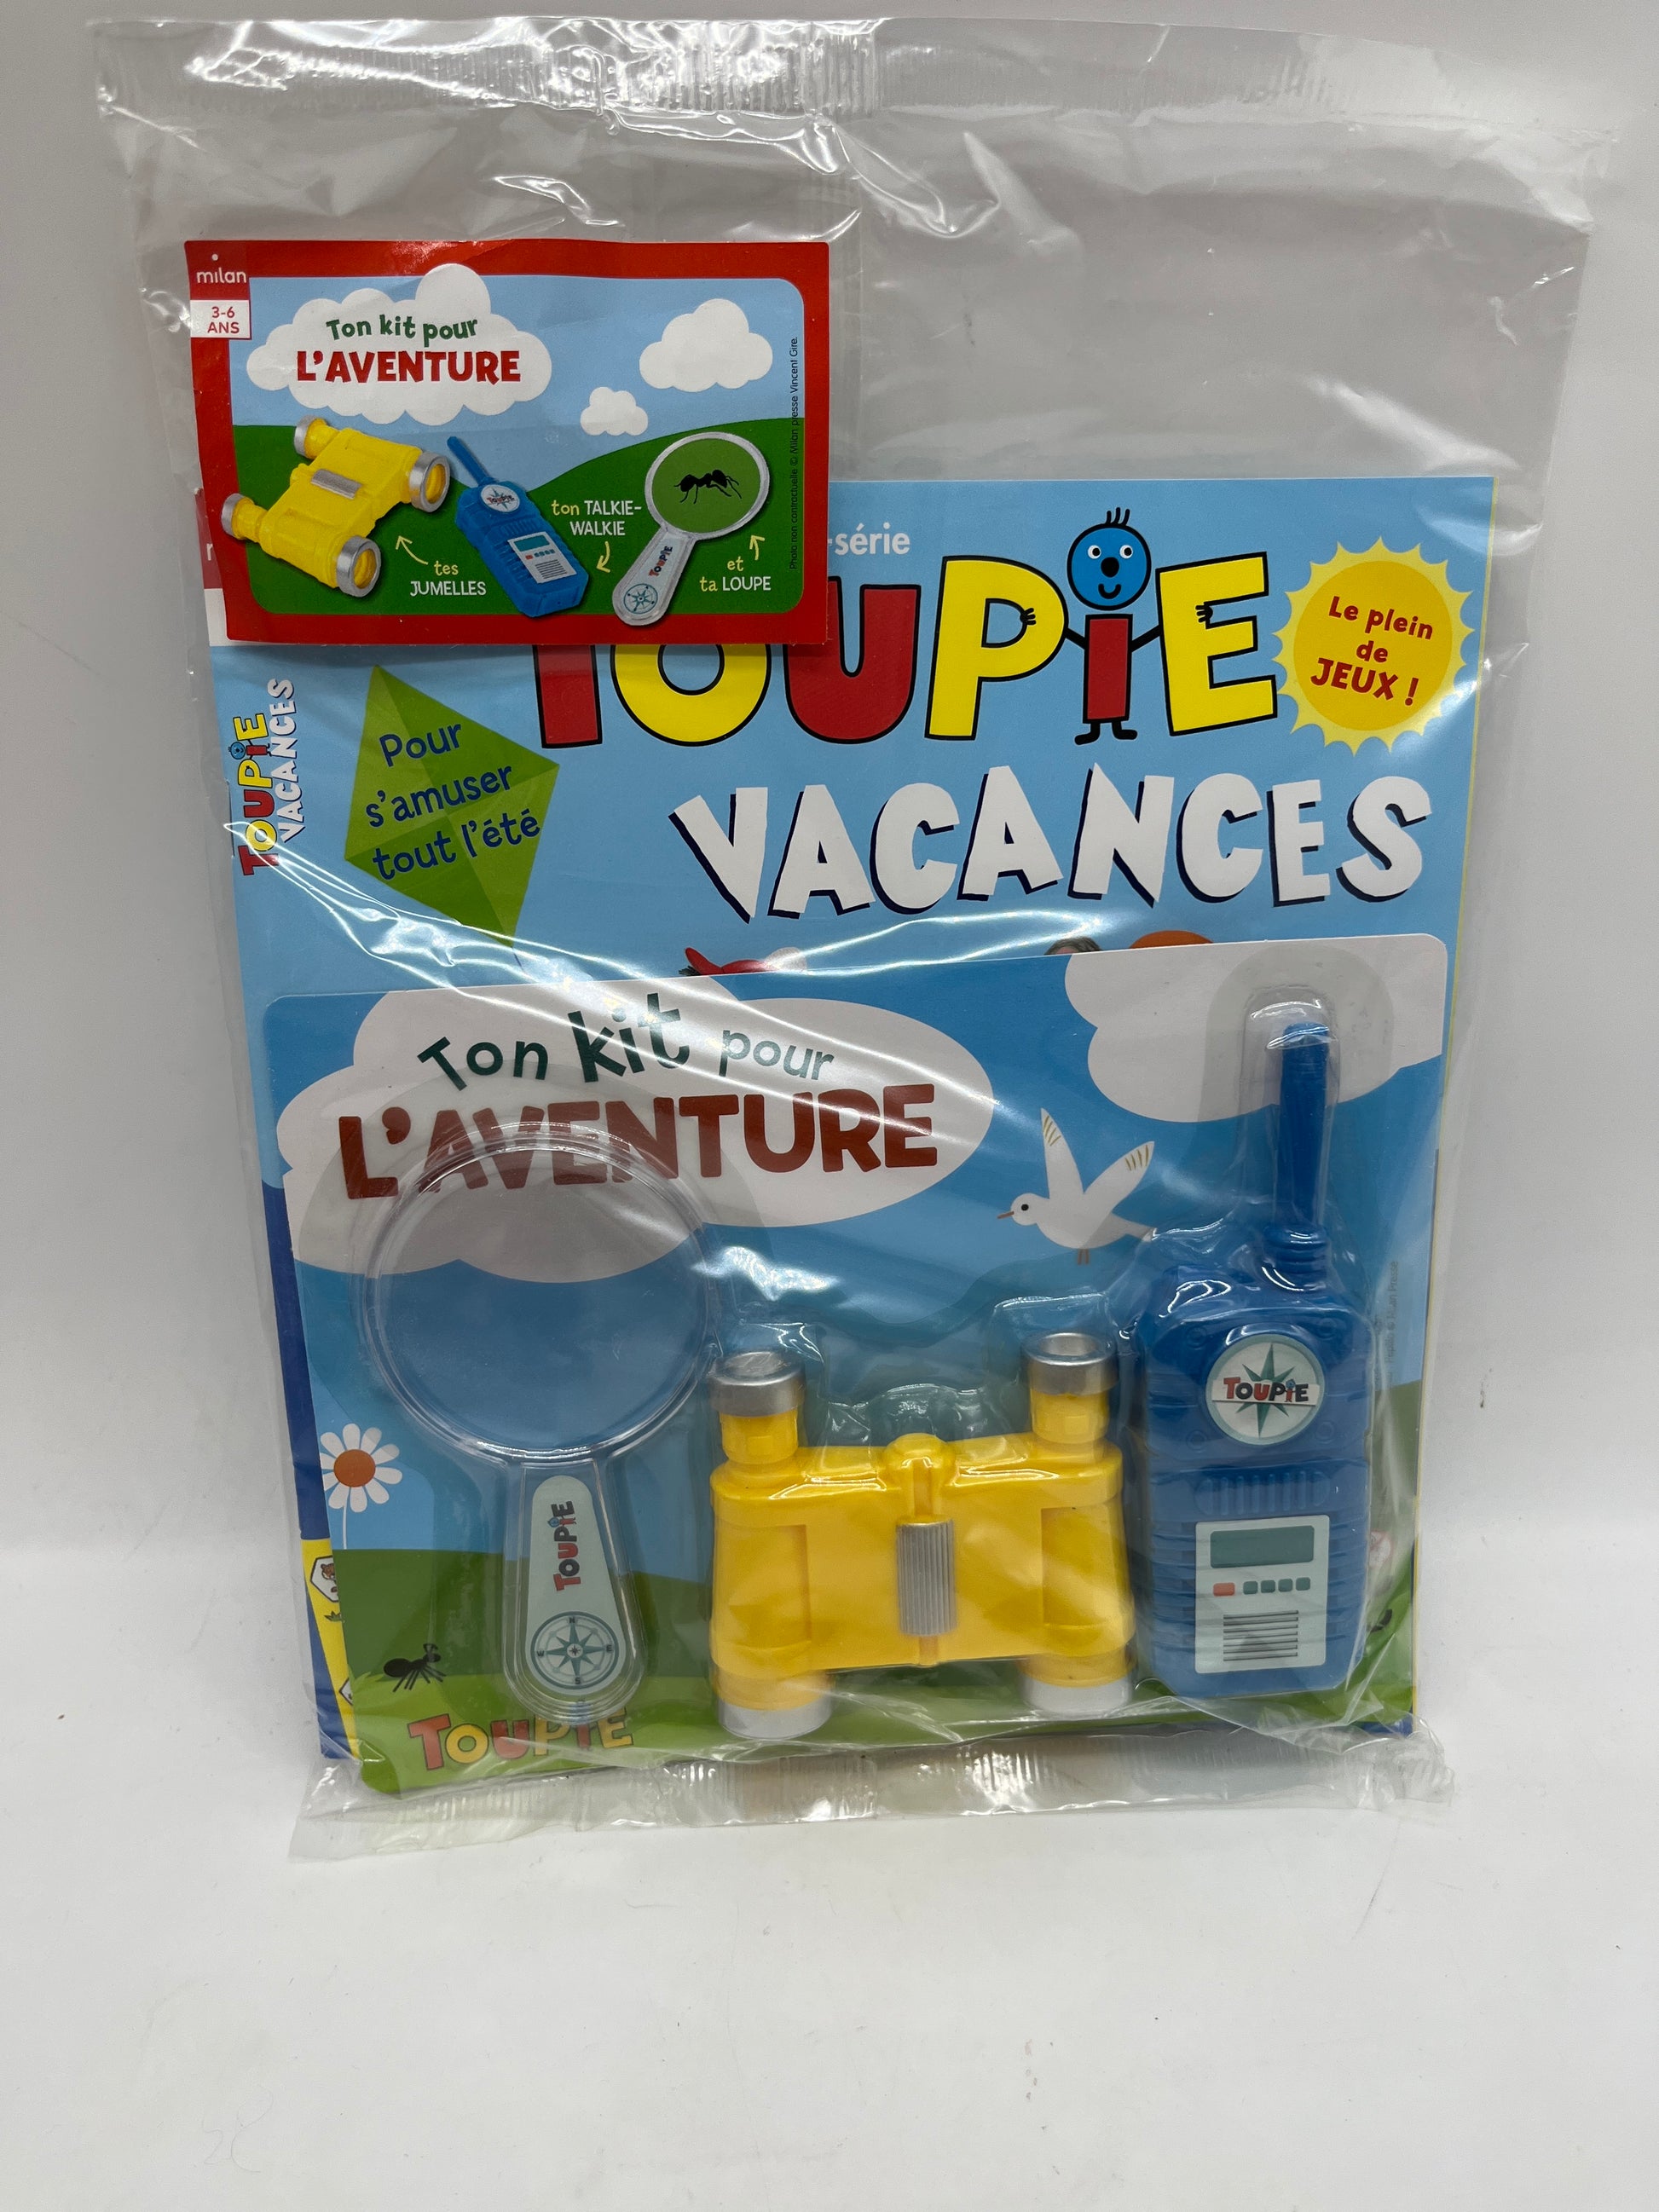 milan
3-6
ANS
Ton kit pour
L'AVENTURE
tes
JUMELLES
ton TALKIE-
WALKIE
et
ta LOUPE
Photo non contractuelle © Milan presse Vincent Gire.
-série
TOUPiE
VACANCES
Le plein
de
JEUX !
Pour
s'amuser
tout l'été
TOUPiE
VACANCES
Ton kit pour
L'AVENTURE
TOUPiE
TOUPiE
TOUPiE